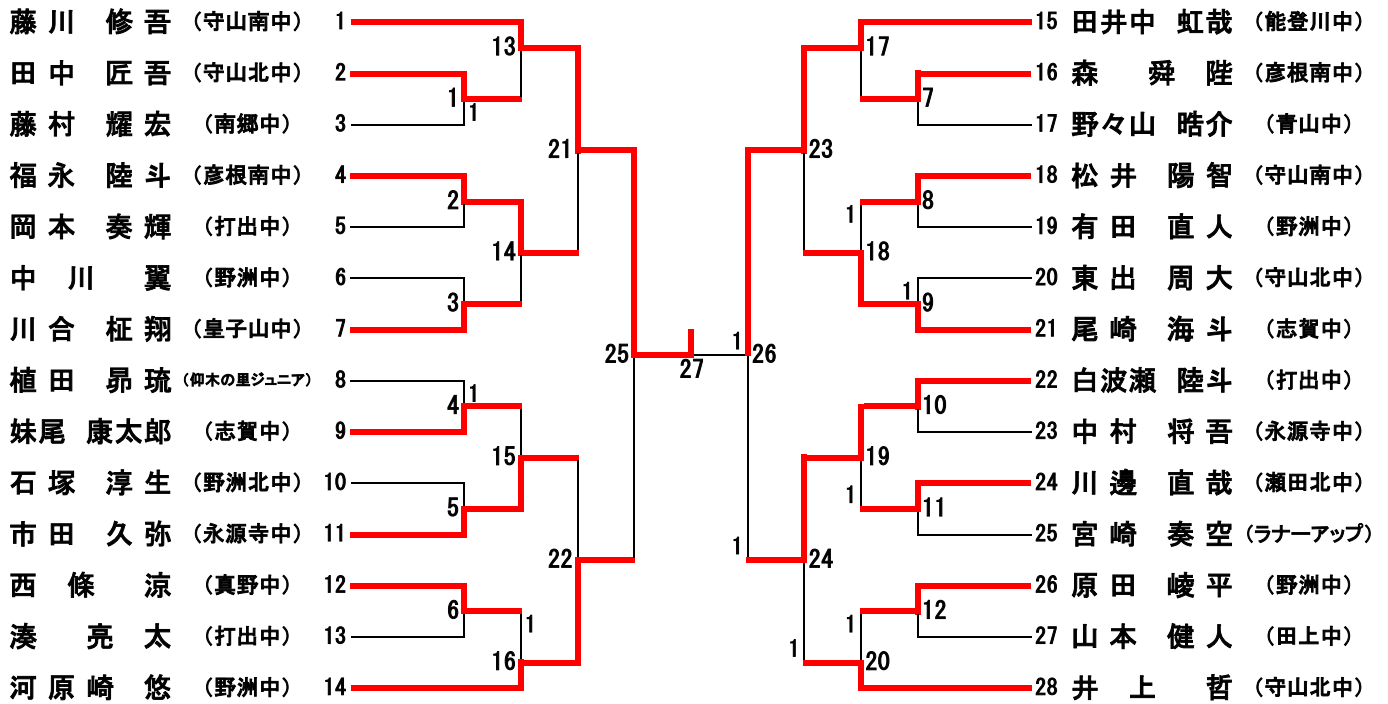 藤川 修吾 (守山南中) 1
田中 匠吾 (守山北中) 2
藤村 耀宏 (南郷中) 3
福永 陸斗 (彦根南中) 4
岡本 奏輝 (打出中) 5
中川 翼 (野洲中) 6
川合 柾翔 (皇子山中) 7
植田 昴琉 (仰木の里ジュニア) 8
妹尾 康太郎 (志賀中) 9
石塚 淳生 (野洲北中) 10
市田 久弥 (永源寺中) 11
西條 涼 (真野中) 12
湊 亮太 (打出中) 13
河原崎 悠 (野洲中) 14
13
1
1
21
2
14
3
25
1
4
15
5
22
6
1
16
27
17
7
23
1
8
18
1
9
1
26
10
19
1
11
1
24
1
12
1
20
15 田井中 虹哉 (能登川中)
16 森 舜陛 (彦根南中)
17 野々山 晧介 (青山中)
18 松井 陽智 (守山南中)
19 有田 直人 (野洲中)
20 東出 周大 (守山北中)
21 尾崎 海斗 (志賀中)
22 白波瀬 陸斗 (打出中)
23 中村 将吾 (永源寺中)
24 川邊 直哉 (瀬田北中)
25 宮崎 奏空 (ラナーアップ)
26 原田 崚平 (野洲中)
27 山本 健人 (田上中)
28 井上 哲 (守山北中)